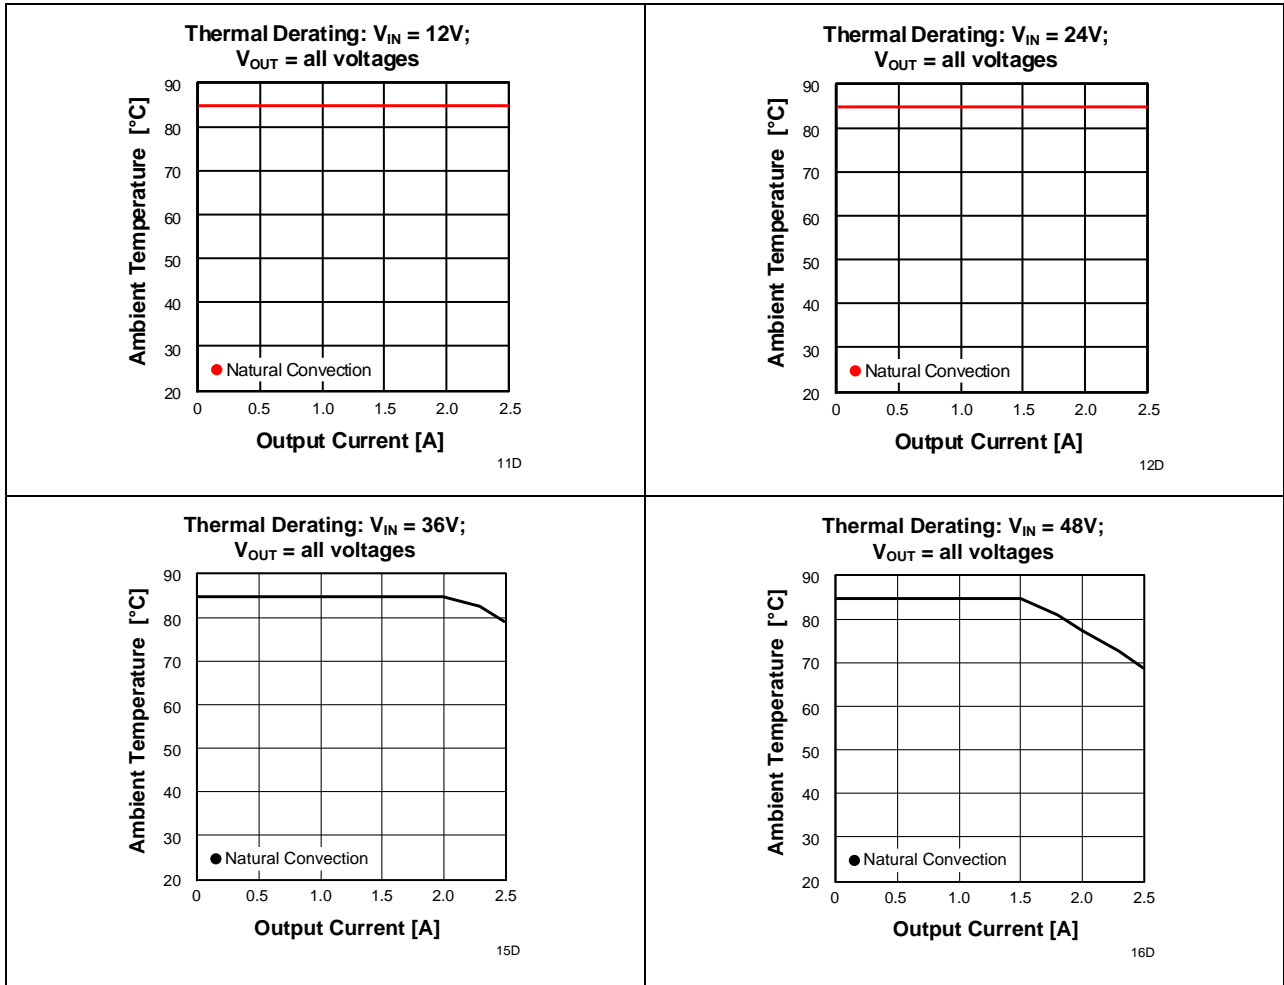 Thermal Derating: VIN = 12V;
VOUT = all voltages
Ambient Temperature [°C]
90
80
70
60
50
40
30
20
Natural Convection
0 0.5 1.0 1.5 2.0 2.5
Output Current [A]
11D
Thermal Derating: VIN = 24V;
VOUT = all voltages
Ambient Temperature [°C]
90
80
70
60
50
40
30
20
Natural Convection
0 0.5 1.0 1.5 2.0 2.5
Output Current [A]
12D
Thermal Derating: VIN = 36V;
VOUT = all voltages
Ambient Temperature [°C]
90
80
70
60
50
40
30
20
Natural Convection
0 0.5 1.0 1.5 2.0 2.5
Output Current [A]
15D
Thermal Derating: VIN = 48V;
VOUT = all voltages
Ambient Temperature [°C]
90
80
70
60
50
40
30
20
Natural Convection
0 0.5 1.0 1.5 2.0 2.5
Output Current [A]
16D